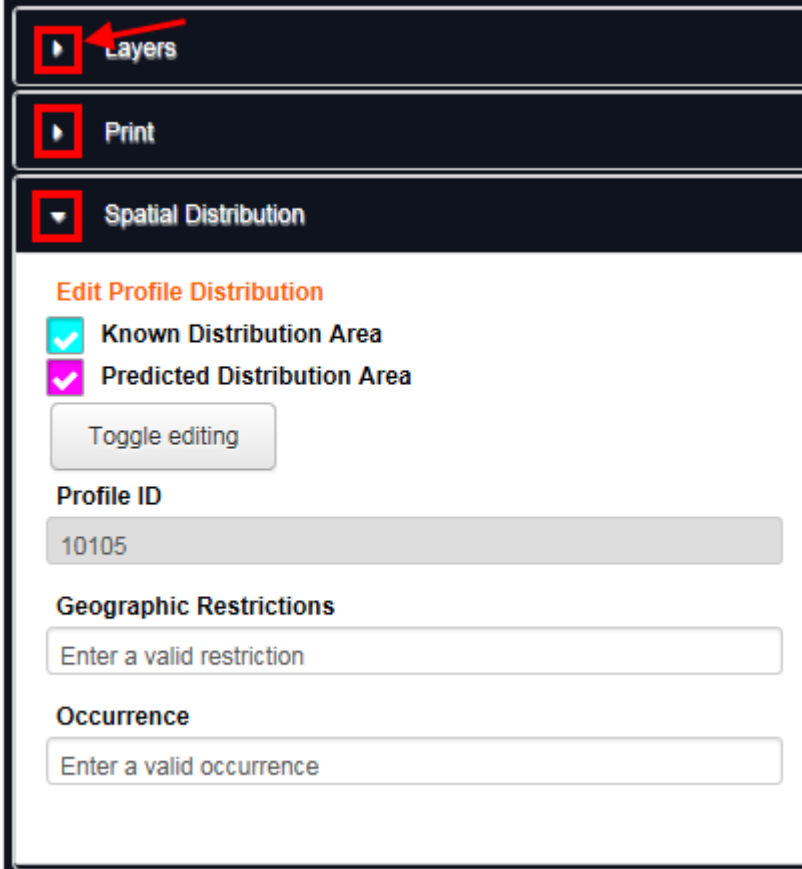 Layers
Print
Spatial Distribution
Edit Profile Distribution
Known Distribution Area
Predicted Distribution Area
Toggle editing
Profile ID
10105
Geographic Restrictions
Enter a valid restriction
Occurrence
Enter a valid occurrence